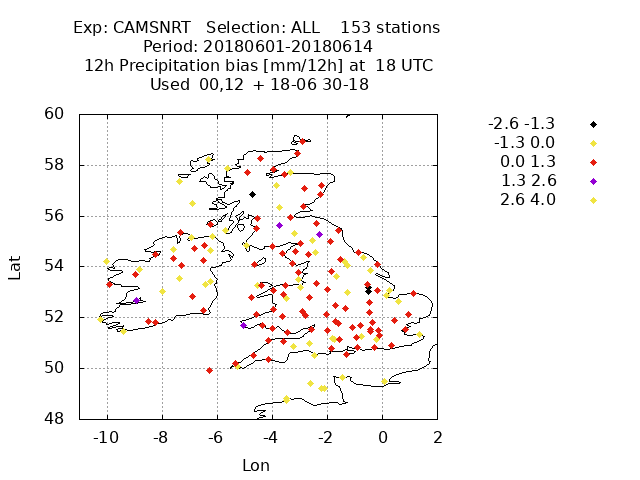 Exp: CAMSNRT Selection: ALL 153 stations
Period: 20180601-20180614
12h Precipitation bias [mm/12h] at 18 UTC
Used 00,12 + 18-06 30-18
60
58
56
54
52
50
48
Lat
-10 -8 -6 -4 -2 0 2
Lon
-2.6 -1.3
-1.3 0.0
0.0 1.3
1.3 2.6
2.6 4.0